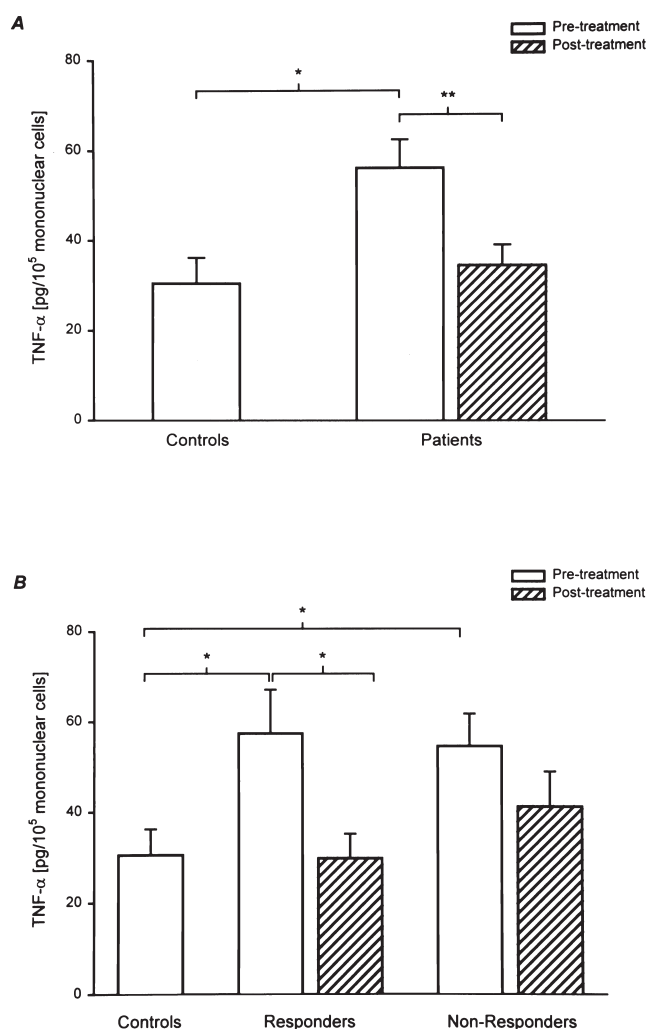 A
Pre-treatment
Post-treatment
80
60
40
20
0
TNF-α [pg/10⁵ mononuclear cells]
*
**
Controls Patients
B
Pre-treatment
Post-treatment
80
60
40
20
0
TNF-α [pg/10⁵ mononuclear cells]
*
* *
Controls Responders Non-Responders